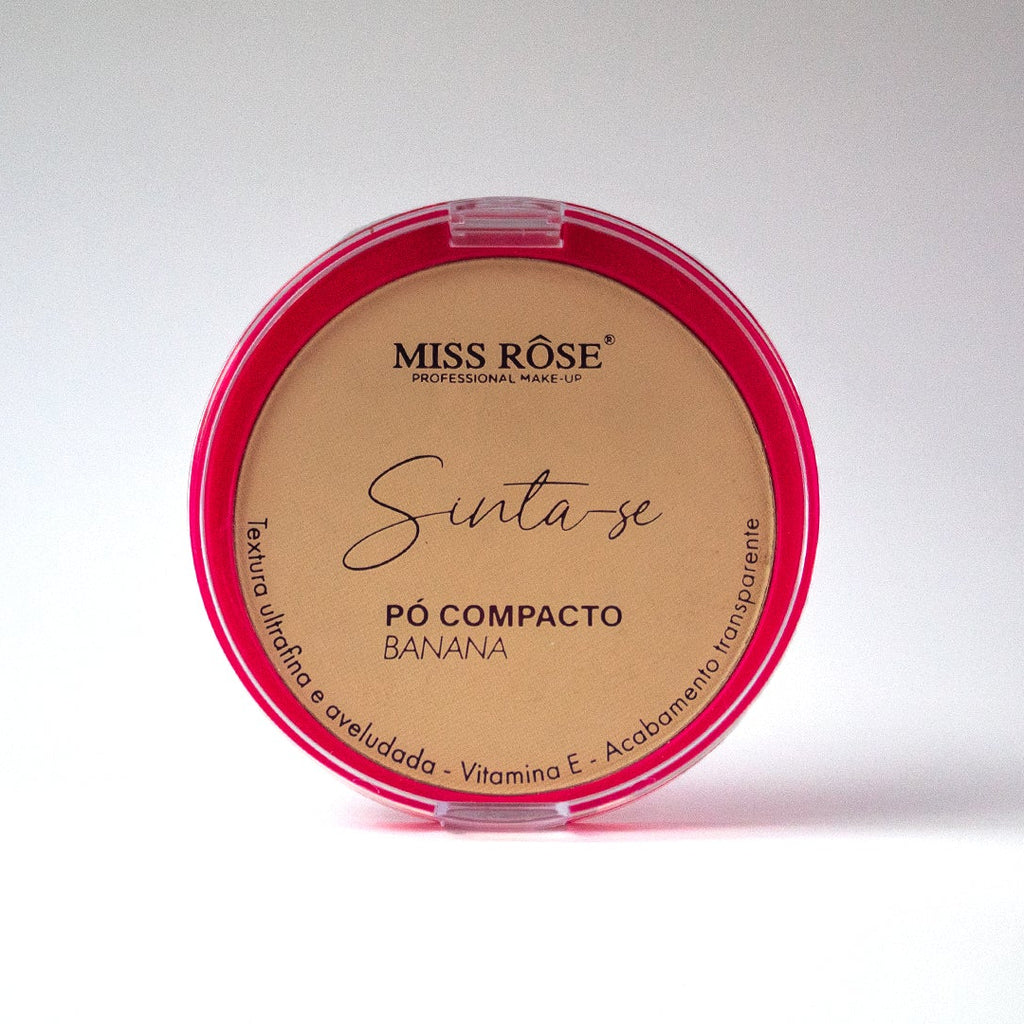 MISS RÔSE®
PROFESSIONAL MAKE-UP
Sinta-se
PÓ COMPACTO
BANANA
Textura ultrafina e aveludada - Vitamina E - Acabamento transparente